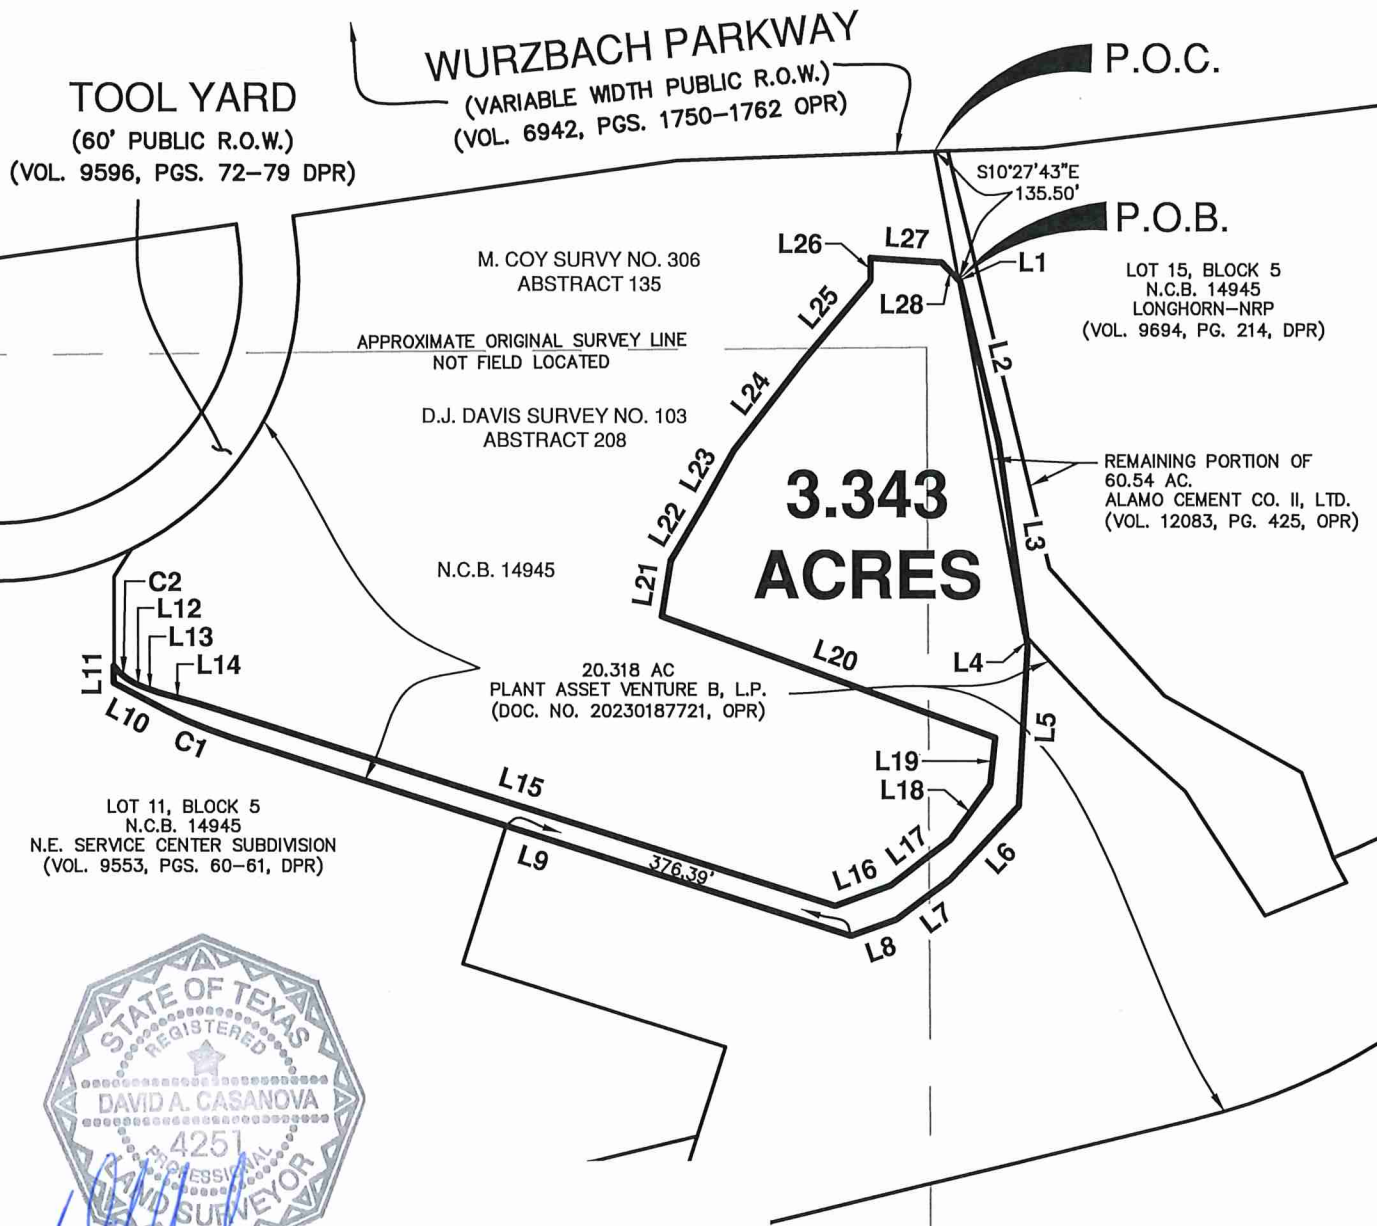 WURZBACH PARKWAY
(VARIABLE WIDTH PUBLIC R.O.W.)
(VOL. 6942, PGS. 1750-1762 OPR)
P.O.C.
TOOL YARD
(60' PUBLIC R.O.W.)
(VOL. 9596, PGS. 72-79 DPR)
S10°27'43"E
135.50'
P.O.B.
L26
L27
L1
L28
M. COY SURVY NO. 306
ABSTRACT 135
LOT 15, BLOCK 5
N.C.B. 14945
LONGHORN-NRP
(VOL. 9694, PG. 214, DPR)
L25
APPROXIMATE ORIGINAL SURVEY LINE
NOT FIELD LOCATED
L2
L24
D.J. DAVIS SURVEY NO. 103
ABSTRACT 208
L23
3.343
ACRES
REMAINING PORTION OF
60.54 AC.
ALAMO CEMENT CO. II, LTD.
(VOL. 12083, PG. 425, OPR)
L22
L3
N.C.B. 14945
L21
C2
L12
L13
L14
L11
L10
C1
L20
L4
20.318 AC
PLANT ASSET VENTURE B, L.P.
(DOC. NO. 20230187721, OPR)
L5
L19
L18
L15
LOT 11, BLOCK 5
N.C.B. 14945
N.E. SERVICE CENTER SUBDIVISION
(VOL. 9553, PGS. 60-61, DPR)
L17
L16
L6
L9
376.39'
L7
L8
STATE OF TEXAS
REGISTERED
DAVID A. CASANOVA
4251
PROFESSIONAL
LAND SURVEYOR